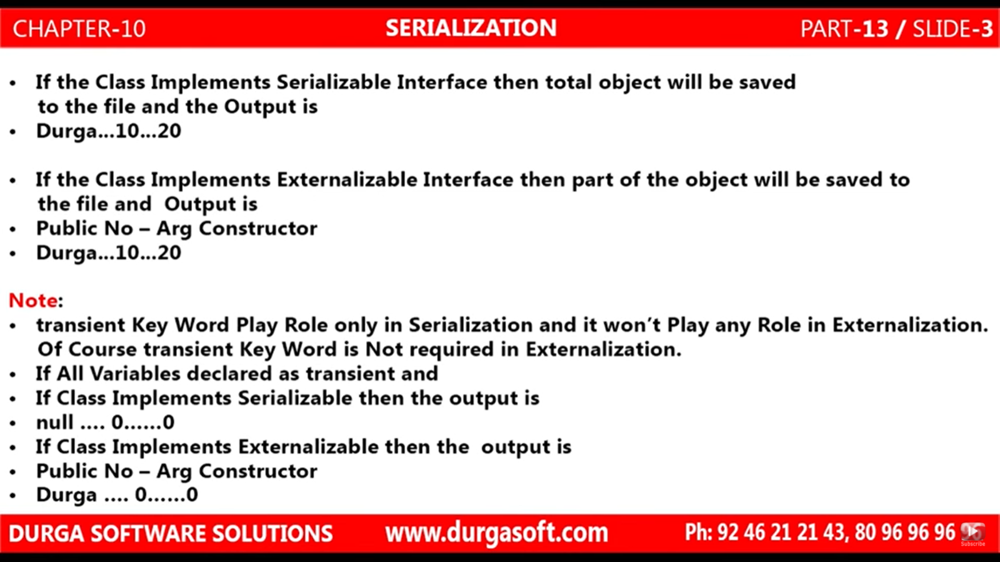 CHAPTER-10 SERIALIZATION PART-13 / SLIDE-3
• If the Class Implements Serializable Interface then total object will be saved
to the file and the Output is
• Durga...10...20
• If the Class Implements Externalizable Interface then part of the object will be saved to
the file and Output is
• Public No – Arg Constructor
• Durga...10...20
Note:
• transient Key Word Play Role only in Serialization and it won't Play any Role in Externalization.
Of Course transient Key Word is Not required in Externalization.
• If All Variables declared as transient and
• If Class Implements Serializable then the output is
• null .... 0......0
• If Class Implements Externalizable then the output is
• Public No – Arg Constructor
• Durga .... 0......0
DURGA SOFTWARE SOLUTIONS www.durgasoft.com Ph: 92 46 21 21 43, 80 96 96 96 96
Subscribe